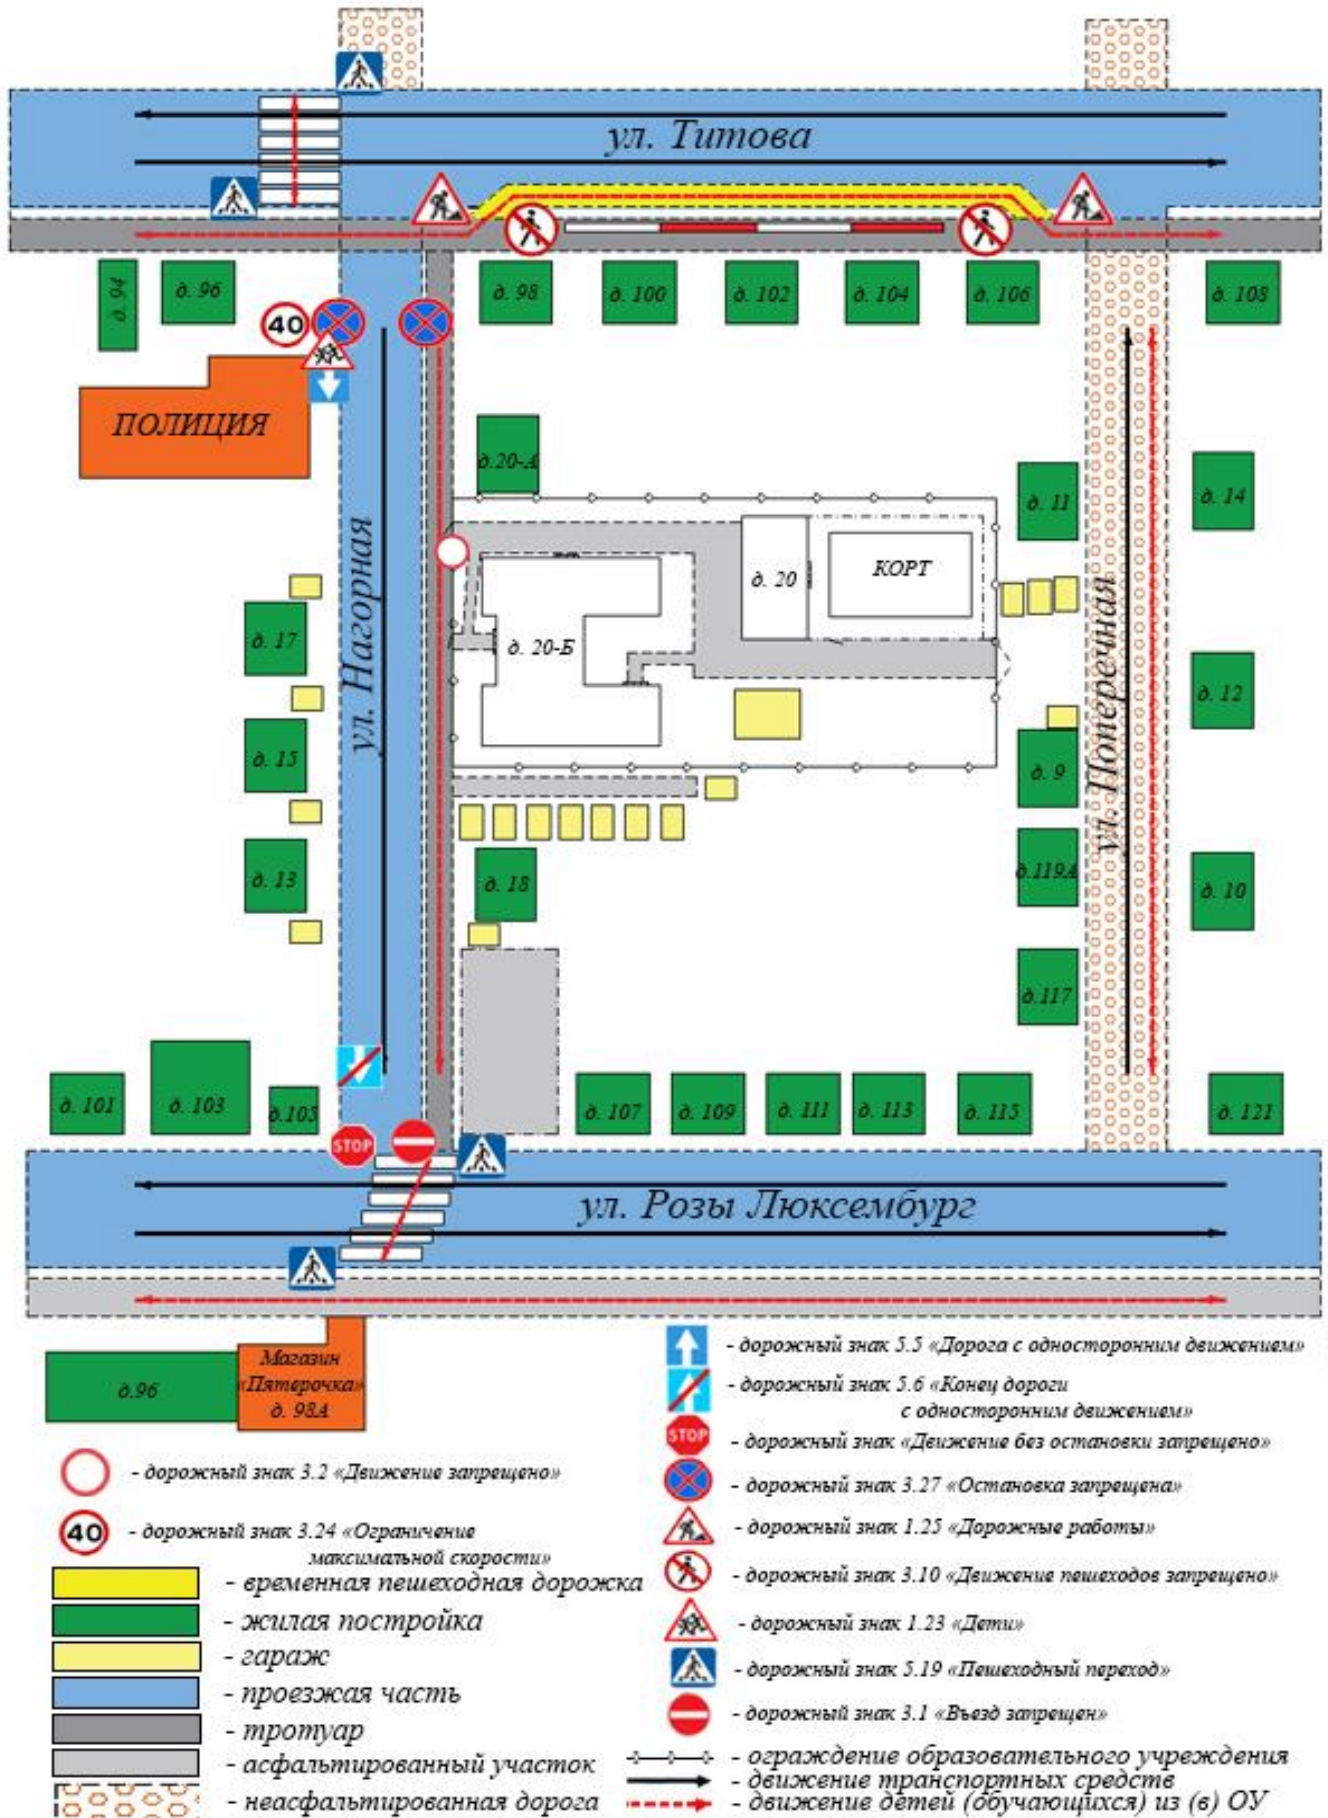 ул. Титова
д. 94
д. 96
д. 98
д. 100
д. 102
д. 104
д. 106
д. 108
40
ПОЛИЦИЯ
д.20-А
д. 11
д. 14
ул. Нагорная
д. 20
КОРТ
д. 17
д. 20-Б
ул. Поперечная
д. 12
д. 15
д. 9
д. 13
д. 18
д.119А
д. 10
д.117
д. 101
д. 103
д.105
д. 107
д. 109
д. 111
д. 113
д. 115
д. 121
STOP
ул. Розы Люксембург
д.96
Магазин
«Пятерочка»
д. 98А
- дорожный знак 5.5 «Дорога с односторонним движением»
- дорожный знак 5.6 «Конец дороги
с односторонним движением»
STOP - дорожный знак «Движение без остановки запрещено»
- дорожный знак 3.2 «Движение запрещено»
- дорожный знак 3.27 «Остановка запрещена»
40 - дорожный знак 3.24 «Ограничение
максимальной скорости»
- дорожный знак 1.25 «Дорожные работы»
- дорожный знак 3.10 «Движение пешеходов запрещено»
- дорожный знак 1.23 «Дети»
- дорожный знак 5.19 «Пешеходный переход»
- дорожный знак 3.1 «Въезд запрещен»
- временная пешеходная дорожка
- жилая постройка
- гараж
- проезжая часть
- тротуар
- асфальтированный участок
- неасфальтированная дорога
- ограждение образовательного учреждения
- движение транспортных средств
- движение детей (обучающихся) из (в) ОУ